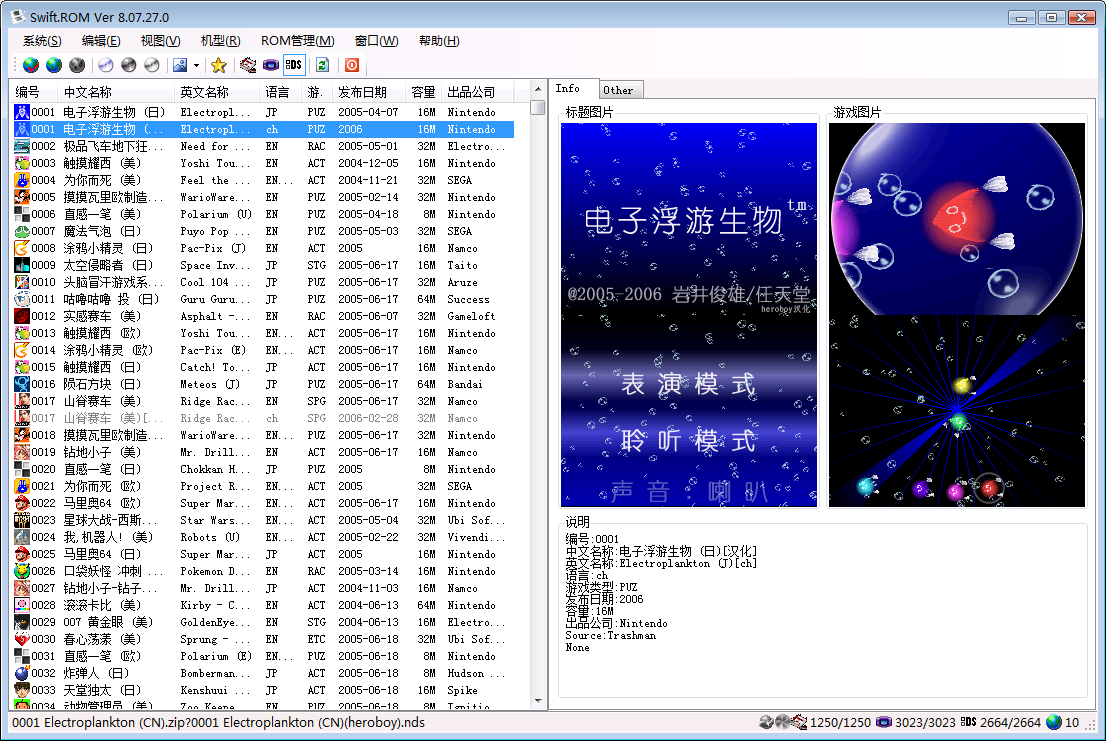 Swift.ROM Ver 8.07.27.0
系统(S) 编辑(E) 视图(V) 机型(R) ROM管理(M) 窗口(W) 帮助(H)
编号 中文名称 英文名称 语言 游. 发布日期 容量 出品公司
0001 电子浮游生物 (日) Electropl... JP PUZ 2005-04-07 16M Nintendo
0001 电子浮游生物 (... Electropl... ch PUZ 2006 16M Nintendo
0002 极品飞车地下狂... Need for ... EN RAC 2005-05-01 32M Electro...
0003 触摸耀西 (美) Yoshi Tou... EN ACT 2004-12-05 16M Nintendo
0004 为你而死 (美) Feel the ... EN... ACT 2004-11-21 32M SEGA
0005 摸摸瓦里欧制造... WarioWare... EN PUZ 2005-02-14 32M Nintendo
0006 直感一笔 (美) Polarium (U) EN PUZ 2005-04-18 8M Nintendo
0007 魔法气泡 (日) Puyo Pop ... EN PUZ 2005-05-03 32M SEGA
0008 涂鸦小精灵 (日) Pac-Pix (J) EN ACT 2005 16M Namco
0009 太空侵略者 (日) Space Inv... JP STG 2005-06-17 16M Taito
0010 头脑冒汗游戏系... Cool 104 ... JP PUZ 2005-06-17 32M Aruze
0011 咕噜咕噜 投 (日) Guru Guru... JP PUZ 2005-06-17 64M Success
0012 实感赛车 (美) Asphalt -... EN RAC 2005-06-07 32M Gameloft
0013 触摸耀西 (欧) Yoshi Tou... EN ACT 2005-06-17 16M Nintendo
0014 涂鸦小精灵 (欧) Pac-Pix (E) EN... ACT 2005-06-17 16M Namco
0015 触摸耀西 (日) Catch! To... EN... ACT 2005-06-17 16M Nintendo
0016 陨石方块 (日) Meteos (J) JP PUZ 2005-06-17 64M Bandai
0017 山脊赛车 (美) Ridge Rac... EN SPG 2005-06-17 32M Namco
0017 山脊赛车 (美)[... Ridge Rac... ch SPG 2006-02-28 32M Namco
0018 摸摸瓦里欧制造... WarioWare... EN... PUZ 2005-06-17 32M Nintendo
0019 钻地小子 (美) Mr. Drill... EN ACT 2005-06-17 16M Namco
0020 直感一笔 (日) Chokkan H... JP PUZ 2005 8M Nintendo
0021 为你而死 (欧) Project R... EN ACT 2005 32M SEGA
0022 马里奥64 (欧) Super Mar... EN... ACT 2005-06-17 16M Nintendo
0023 星球大战-西斯... Star Wars... EN... ACT 2005-05-04 32M Ubi Sof...
0024 我,机器人! (美) Robots (U) EN... ACT 2005-02-22 32M Vivendi...
0025 马里奥64 (日) Super Mar... JP ACT 2005 16M Nintendo
0026 口袋妖怪 冲刺 ... Pokemon D... EN RAC 2005-03-14 16M Nintendo
0027 钻地小子-钻子... Mr. Drill... JP ACT 2004-11-03 16M Namco
0028 滚滚卡比 (美) Kirby - C... EN ACT 2004-06-13 64M Nintendo
0029 007 黄金眼 (美) GoldenEye... EN STG 2004-06-13 16M Electro...
0030 春心荡漾 (美) Sprung - ... EN ETC 2005-06-18 32M Ubi Sof...
0031 直感一笔 (欧) Polarium (E) EN... PUZ 2005-06-18 8M Nintendo
0032 炸弹人 (日) Bomberman... JP ACT 2005-06-18 8M Hudson ...
0033 天堂独太 (日) Kenshuui ... JP ACT 2005-06-18 16M Spike
0034 动物管理员 (美) Zoo Keepe... EN PUZ 2005-06-18 8M Ignitio...
Info Other
标题图片 游戏图片
电子浮游生物tm
@2005.2006 岩井俊雄/任天堂
heroboy汉化
表演模式
聆听模式
声音:喇叭
说明
编号:0001
中文名称:电子浮游生物 (日)[汉化]
英文名称:Electroplankton (J)[ch]
语言:ch
游戏类型:PUZ
发布日期:2006
容量:16M
出品公司:Nintendo
Source:Trashman
None
0001 Electroplankton (CN).zip?0001 Electroplankton (CN)(heroboy).nds
1250/1250 3023/3023 DS 2664/2664 10